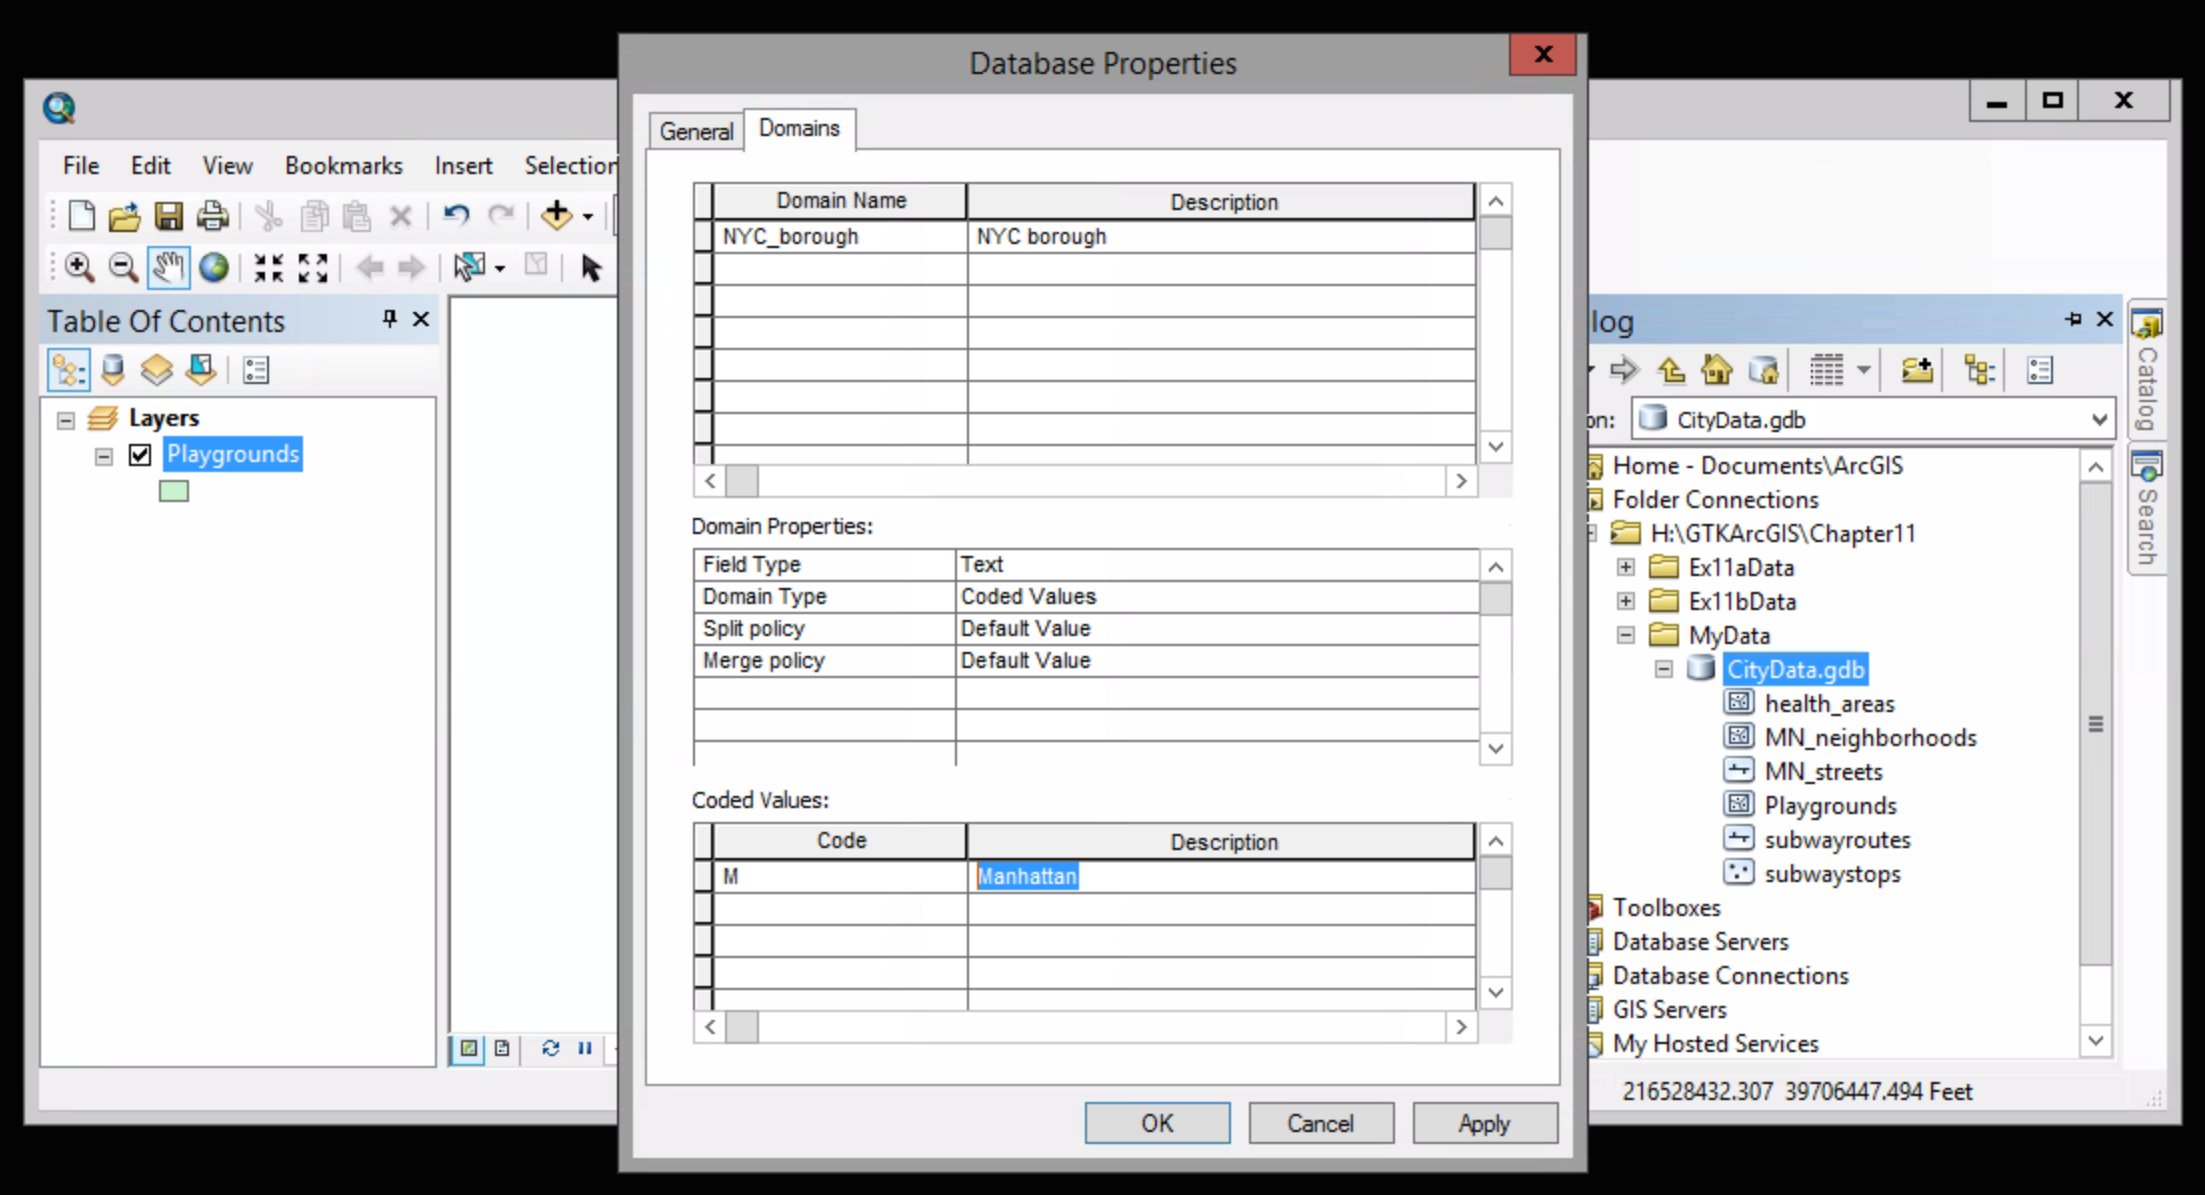 Database Properties
General
Domains
File Edit View Bookmarks Insert Selection
Table Of Contents
Layers
Playgrounds
Domain Name Description
NYC_borough NYC borough
Domain Properties:
Field Type Text
Domain Type Coded Values
Split policy Default Value
Merge policy Default Value
Coded Values:
Code Description
M Manhattan
OK Cancel Apply
log
on: CityData.gdb
Home - Documents\ArcGIS
Folder Connections
H:\GTKArcGIS\Chapter11
Ex11aData
Ex11bData
MyData
CityData.gdb
health_areas
MN_neighborhoods
MN_streets
Playgrounds
subwayroutes
subwaystops
Toolboxes
Database Servers
Database Connections
GIS Servers
My Hosted Services
Catalog
Search
216528432.307 39706447.494 Feet